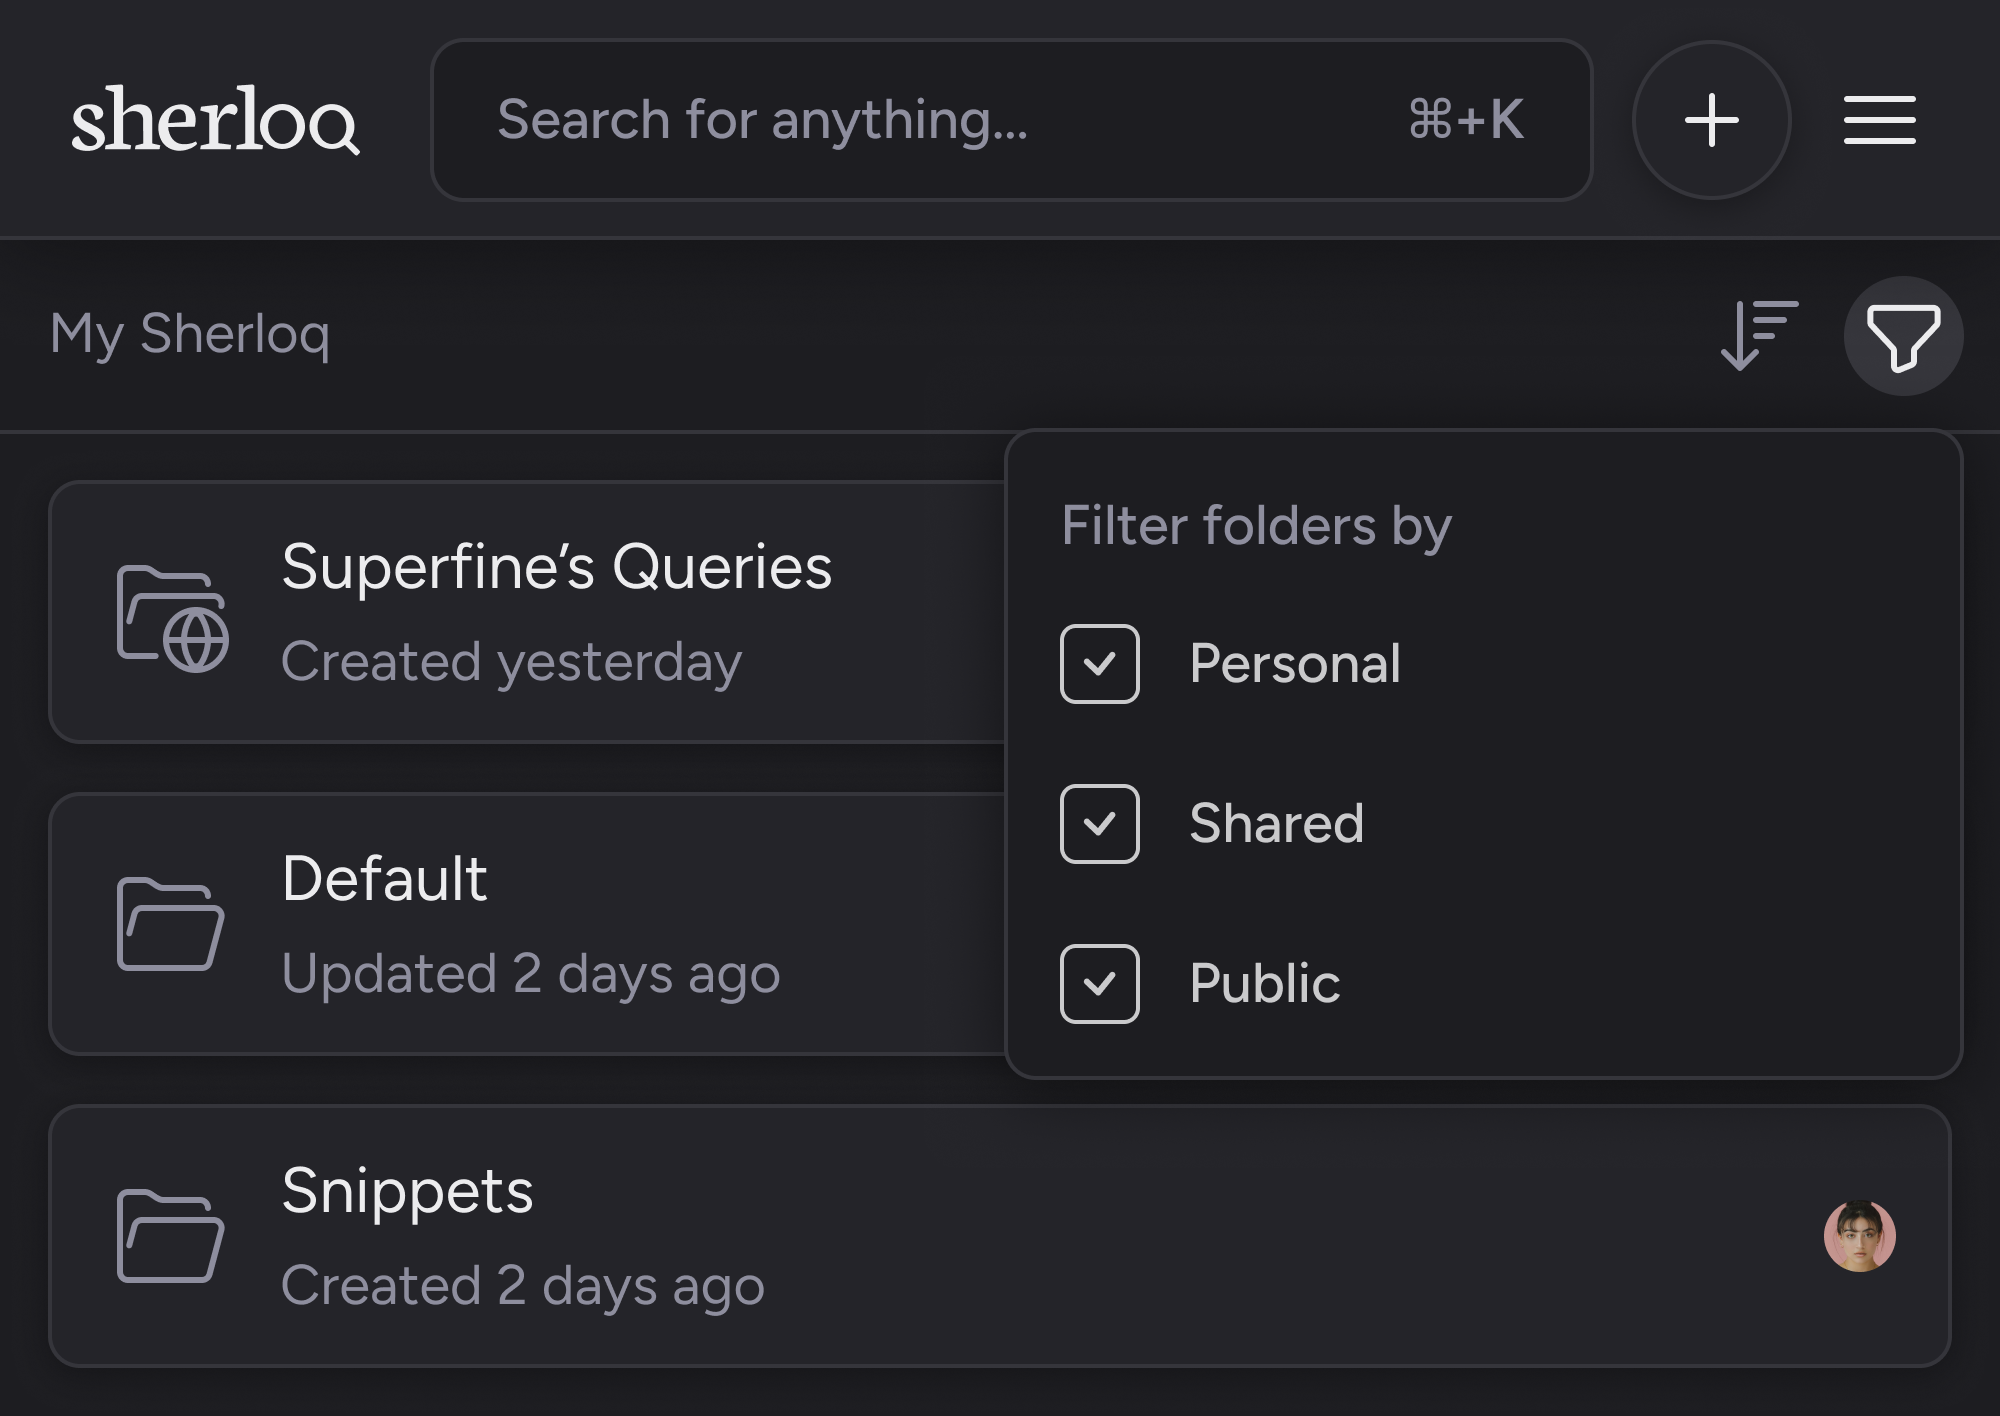 sherloq
Search for anything...
⌘+K
My Sherloq
Filter folders by
Personal
Shared
Public
Superfine’s Queries
Created yesterday
Default
Updated 2 days ago
Snippets
Created 2 days ago